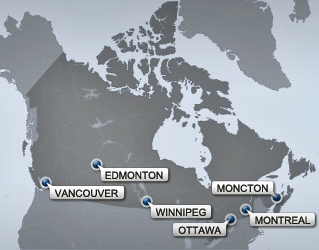 EDMONTON
VANCOUVER
MONCTON
WINNIPEG
MONTREAL
OTTAWA